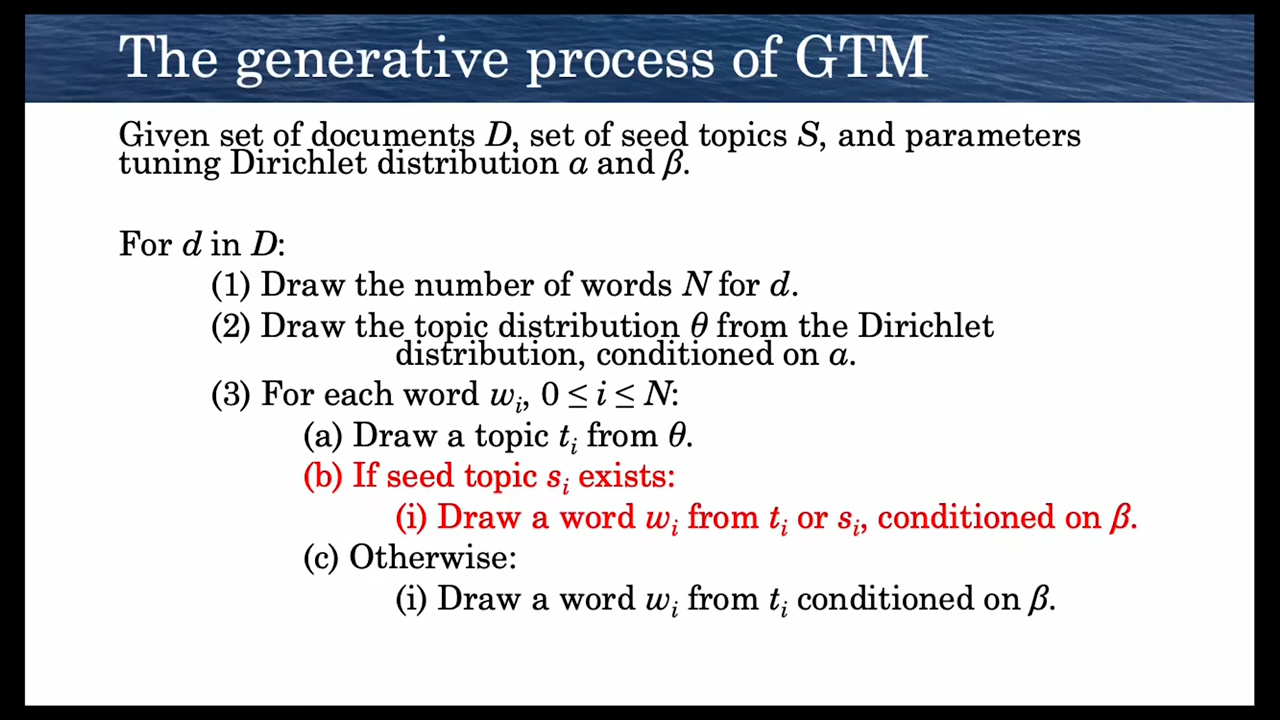 The generative process of GTM
Given set of documents D, set of seed topics S, and parameters
tuning Dirichlet distribution α and β.
For d in D:
(1) Draw the number of words N for d.
(2) Draw the topic distribution θ from the Dirichlet
distribution, conditioned on α.
(3) For each word wᵢ, 0 ≤ i ≤ N:
(a) Draw a topic tᵢ from θ.
(b) If seed topic sᵢ exists:
(i) Draw a word wᵢ from tᵢ or sᵢ, conditioned on β.
(c) Otherwise:
(i) Draw a word wᵢ from tᵢ conditioned on β.